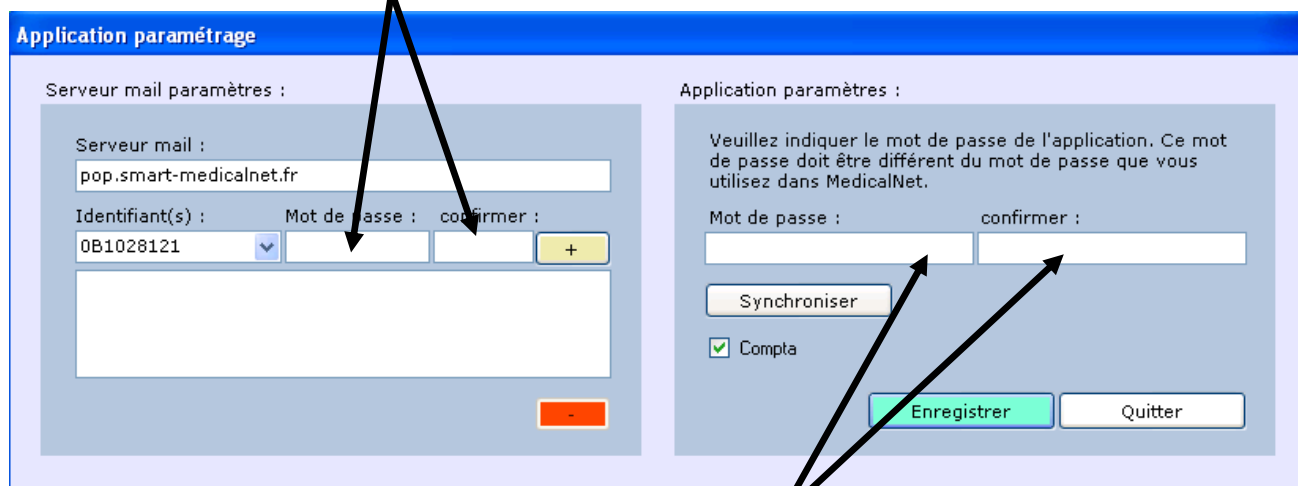 Application paramétrage
Serveur mail paramètres :
Serveur mail :
pop.smart-medicalnet.fr
Identifiant(s) : Mot de passe : confirmer :
0B1028121
+
-
Application paramètres :
Veuillez indiquer le mot de passe de l'application. Ce mot
de passe doit être différent du mot de passe que vous
utilisez dans MedicalNet.
Mot de passe : confirmer :
Synchroniser
Compta
Enregistrer Quitter